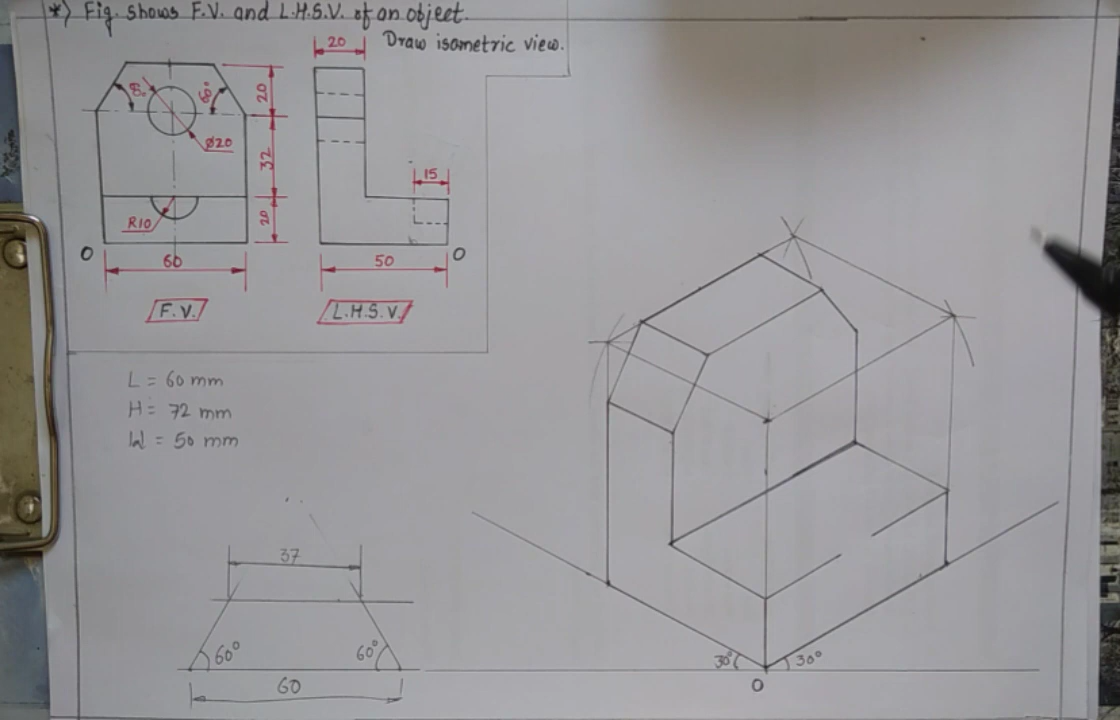 *) Fig. shows F.V. and L.H.S.V. of an object.
Draw isometric view.
20
60°
60°
20
Ø20
32
15
R10
20
O
60
50
O
F.V.
L.H.S.V.
L = 60 mm
H = 72 mm
W = 50 mm
37
60°
60°
60
30°
30°
O